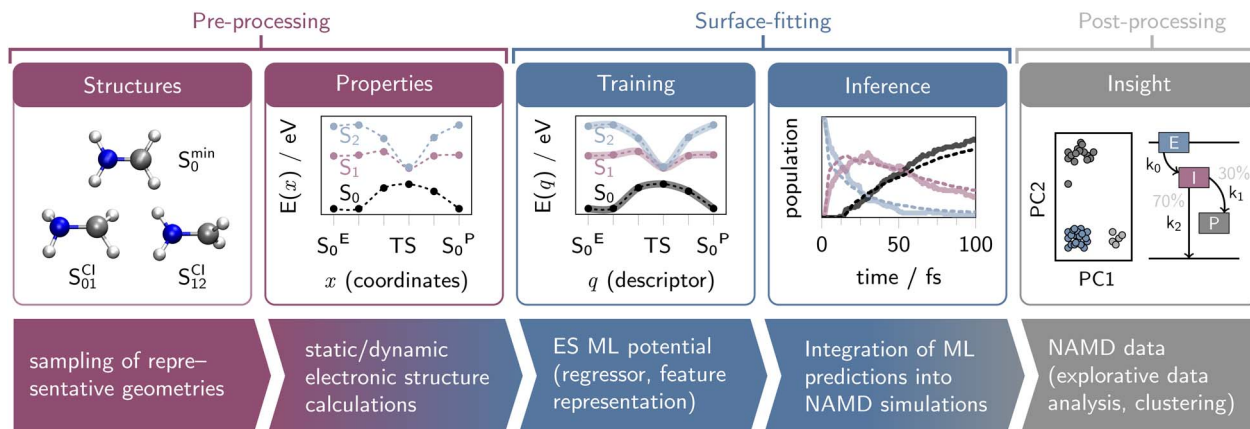 Pre-processing
Surface-fitting
Post-processing
Structures
Properties
Training
Inference
Insight
S₀ᵐⁱⁿ
S₀₁ᶜᴵ
S₁₂ᶜᴵ
E(x) / eV
S₂
S₁
S₀
S₀ᴱ TS S₀ᴾ
x (coordinates)
E(q) / eV
S₂
S₁
S₀
S₀ᴱ TS S₀ᴾ
q (descriptor)
population
0 50 100
time / fs
PC2
PC1
E
k₀
I
30%
k₁
70%
k₂
P
sampling of repre–
sentative geometries
static/dynamic
electronic structure
calculations
ES ML potential
(regressor, feature
representation)
Integration of ML
predictions into
NAMD simulations
NAMD data
(explorative data
analysis, clustering)